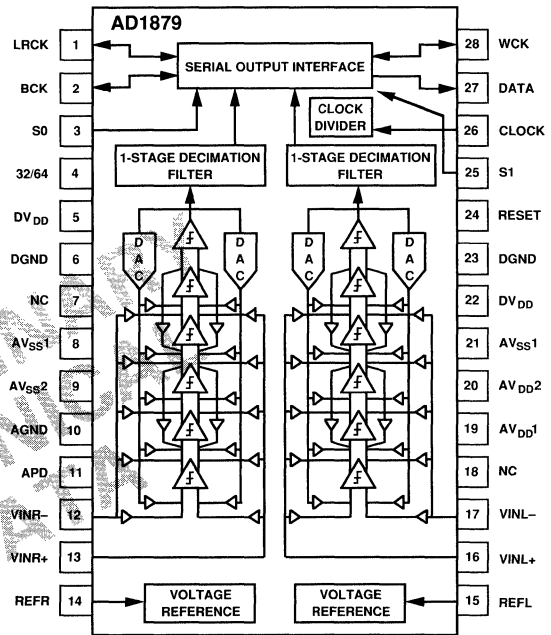 AD1879
LRCK 1
BCK 2
S0 3
32/64 4
DVDD 5
DGND 6
NC 7
AVSS1 8
AVSS2 9
AGND 10
APD 11
VINR– 12
VINR+ 13
REFR 14
SERIAL OUTPUT INTERFACE
CLOCK
DIVIDER
1-STAGE DECIMATION
FILTER
1-STAGE DECIMATION
FILTER
DAC
DAC
DAC
DAC
VOLTAGE
REFERENCE
VOLTAGE
REFERENCE
28 WCK
27 DATA
26 CLOCK
25 S1
24 RESET
23 DGND
22 DVDD
21 AVSS1
20 AVDD2
19 AVDD1
18 NC
17 VINL–
16 VINL+
15 REFL